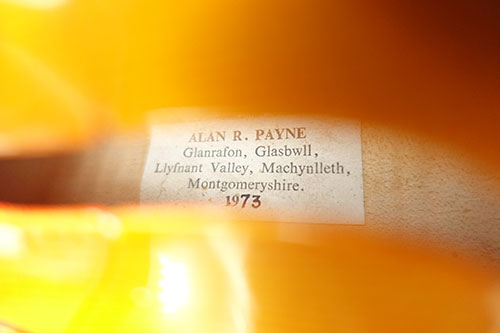 ALAN R. PAYNE
Glanrafon, Glasbwll,
Llyfnant Valley, Machynlleth,
Montgomeryshire.
1973